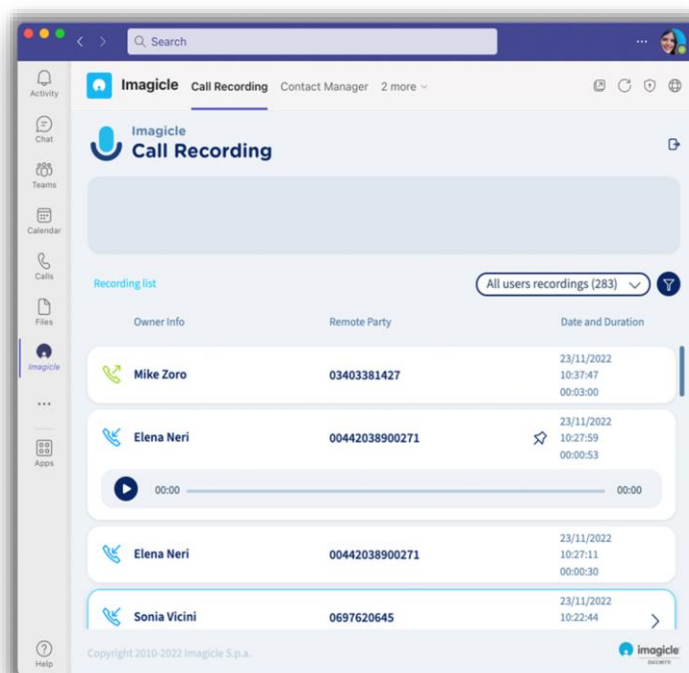 Search
Activity
Chat
Teams
Calendar
Calls
Files
Imagicle
Apps
Help
Imagicle Call Recording Contact Manager 2 more
Imagicle
Call Recording
Recording list
All users recordings (283)
Owner Info Remote Party Date and Duration
Mike Zoro 03403381427 23/11/2022
10:37:47
00:03:00
Elena Neri 00442038900271 23/11/2022
10:27:59
00:00:53
00:00 00:00
Elena Neri 00442038900271 23/11/2022
10:27:11
00:00:30
Sonia Vicini 0697620645 23/11/2022
10:22:44
Copyright 2010-2022 Imagicle S.p.a.
imagicle
ZUCCHETTI